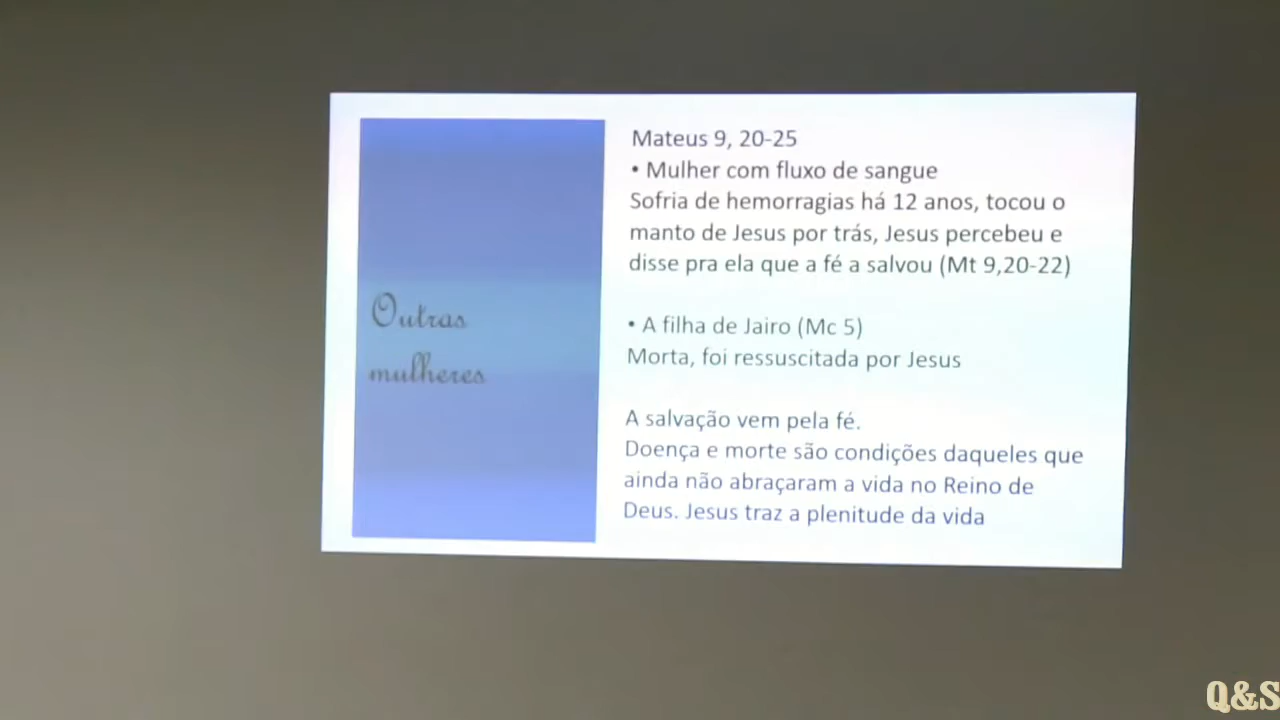 Outras
mulheres
Mateus 9, 20-25
• Mulher com fluxo de sangue
Sofria de hemorragias há 12 anos, tocou o
manto de Jesus por trás, Jesus percebeu e
disse pra ela que a fé a salvou (Mt 9,20-22)
• A filha de Jairo (Mc 5)
Morta, foi ressuscitada por Jesus
A salvação vem pela fé.
Doença e morte são condições daqueles que
ainda não abraçaram a vida no Reino de
Deus. Jesus traz a plenitude da vida
Q&S